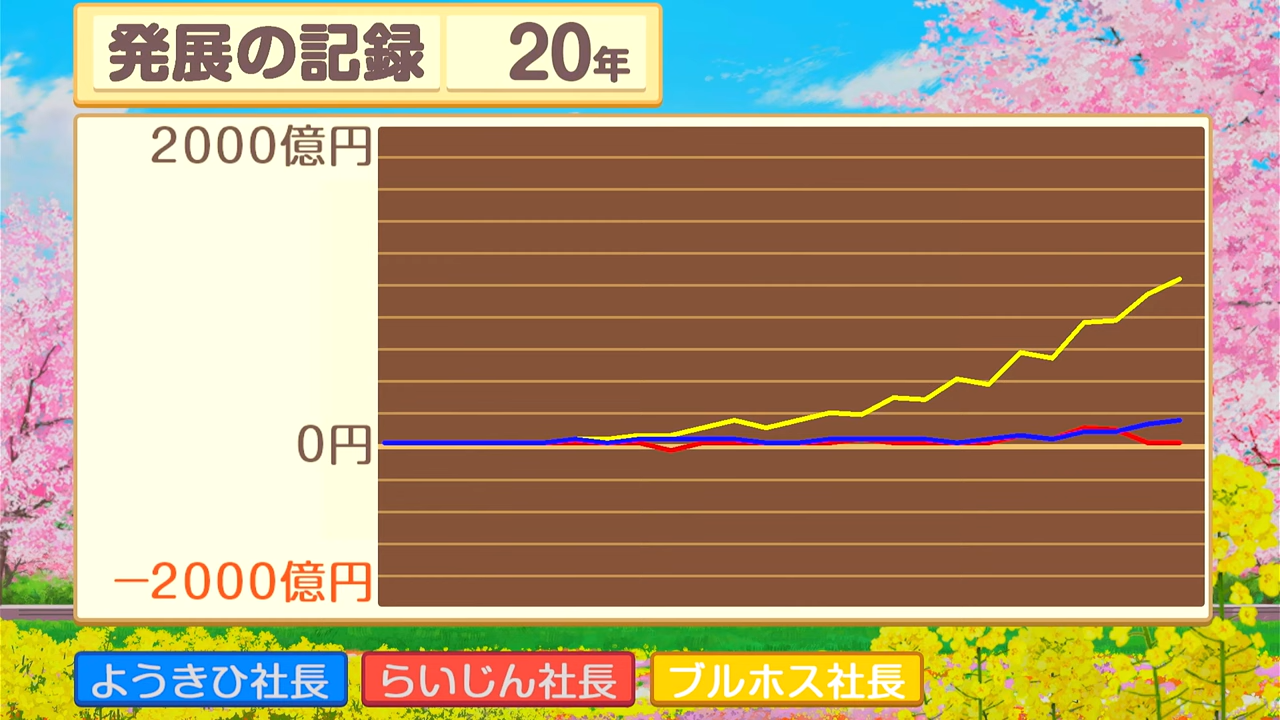 発展の記録 20年
2000億円
0円
−2000億円
ようきひ社長 らいじん社長 ブルホス社長